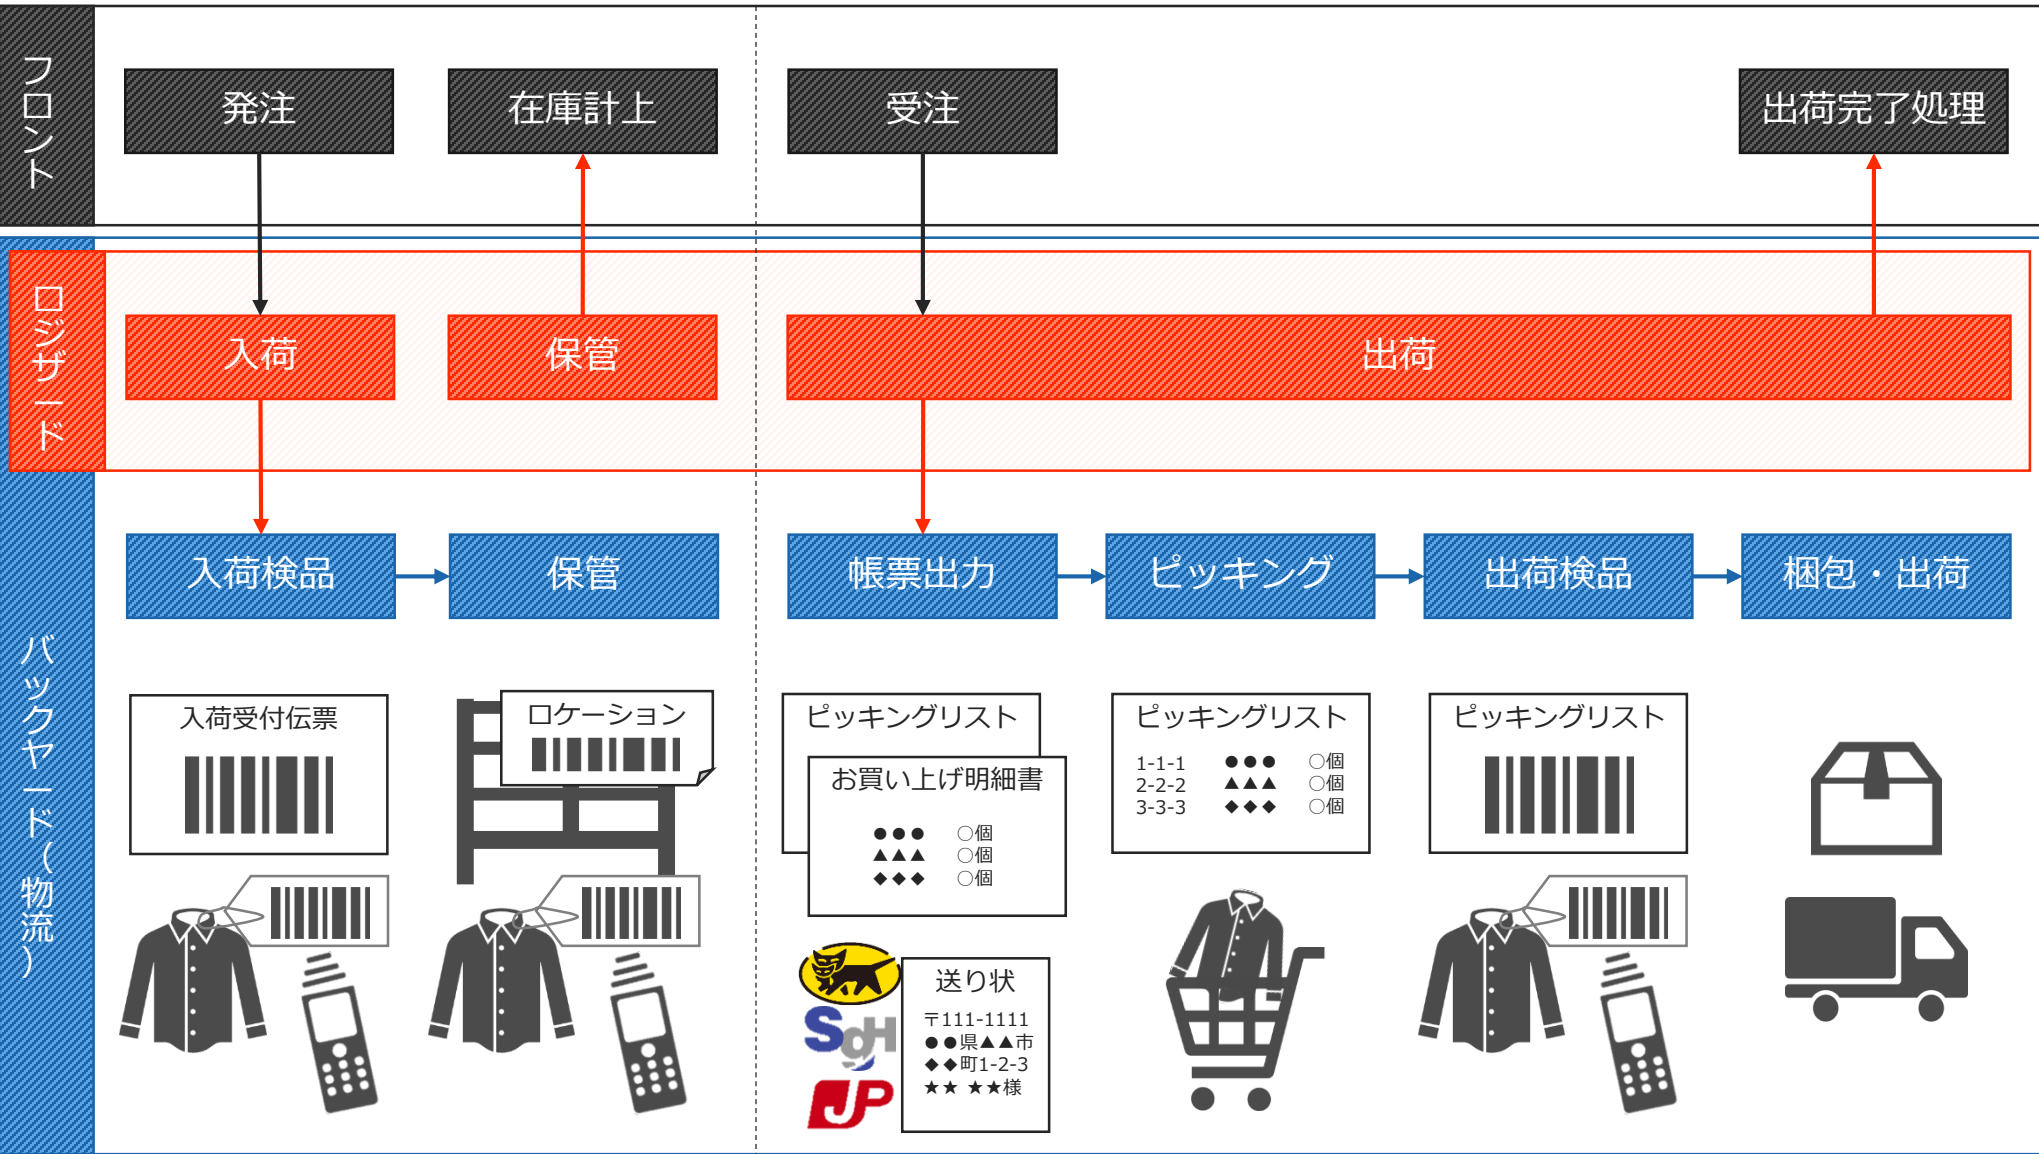 フロント
発注
在庫計上
受注
出荷完了処理
ロジザード
入荷
保管
出荷
バックヤード(物流)
入荷検品
保管
帳票出力
ピッキング
出荷検品
梱包・出荷
入荷受付伝票
ロケーション
ピッキングリスト
お買い上げ明細書
●●● 〇個
▲▲▲ 〇個
◆◆◆ 〇個
SGH
JP
送り状
〒111-1111
●●県▲▲市
◆◆町1-2-3
★★ ★★様
ピッキングリスト
1-1-1 ●●● 〇個
2-2-2 ▲▲▲ 〇個
3-3-3 ◆◆◆ 〇個
ピッキングリスト